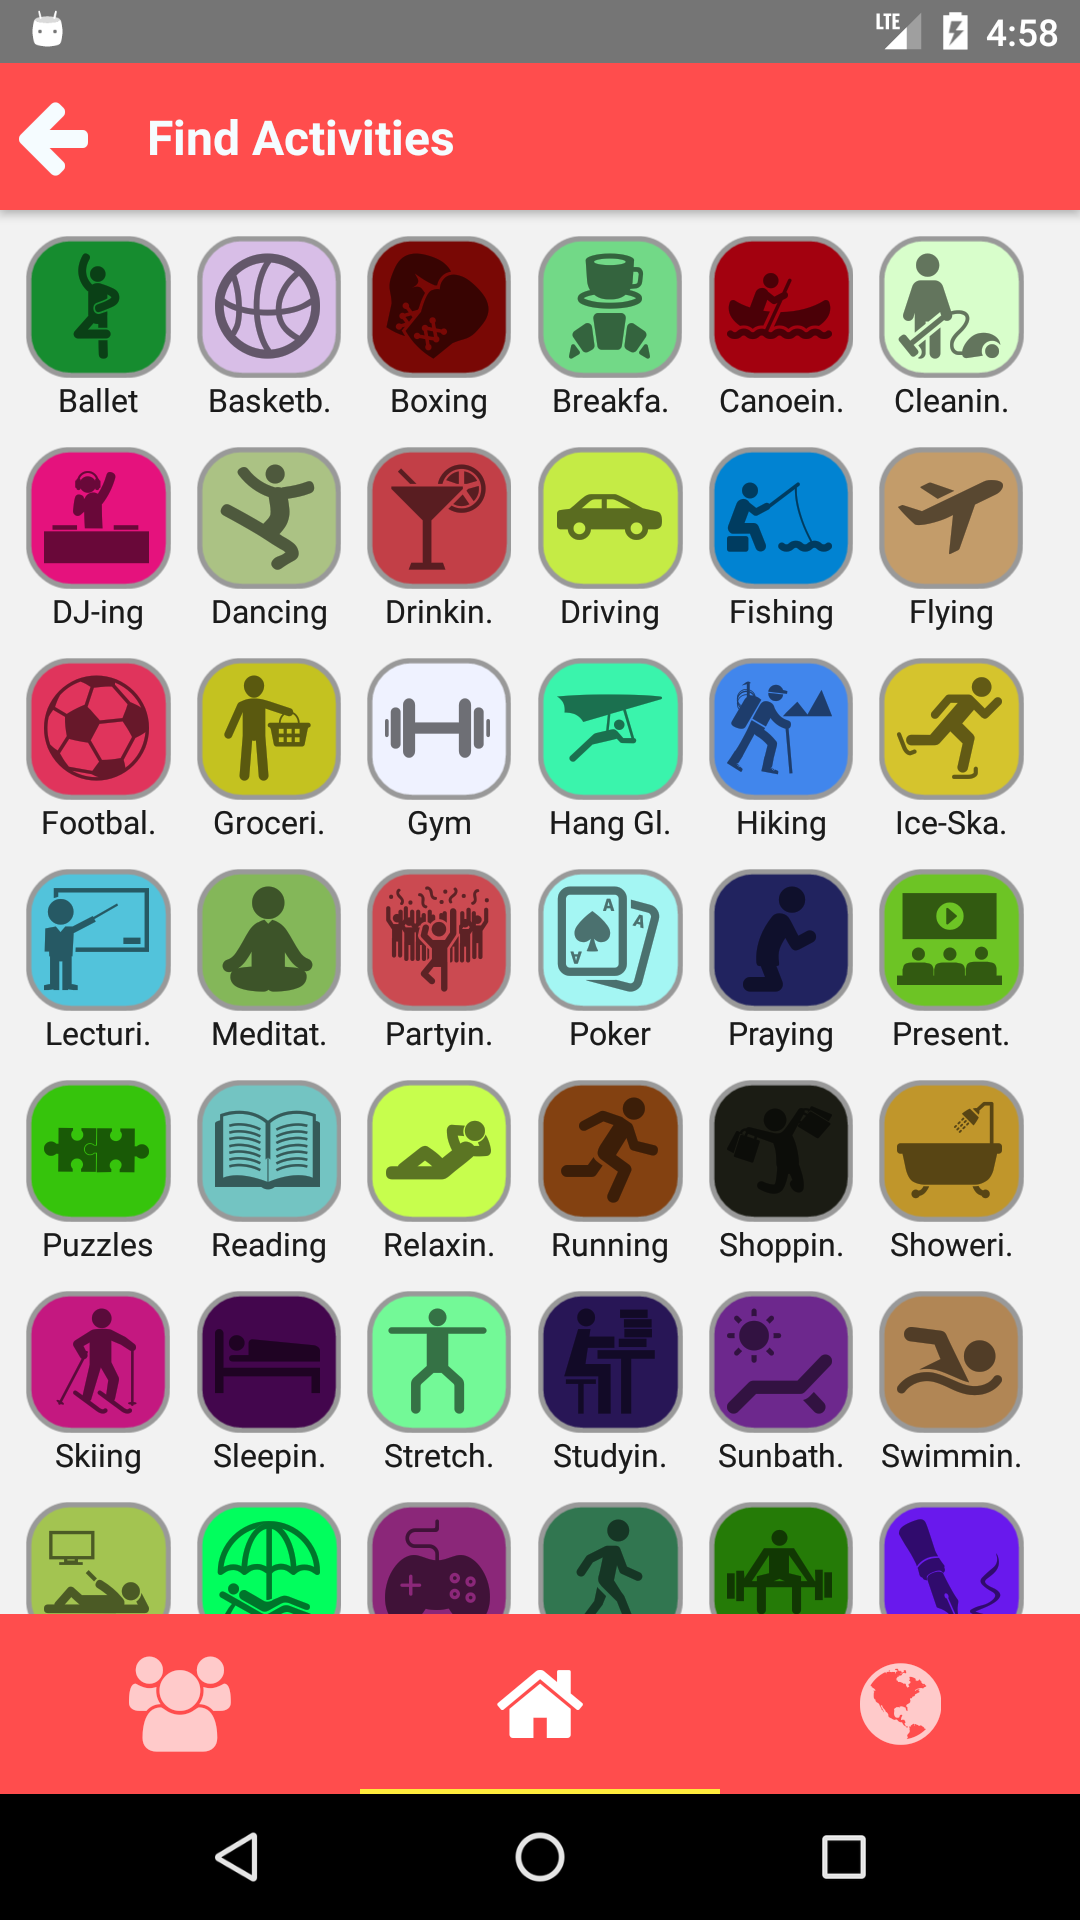 LTE 4:58
Find Activities
Ballet Basketb. Boxing Breakfa. Canoein. Cleanin.
DJ-ing Dancing Drinkin. Driving Fishing Flying
Footbal. Groceri. Gym Hang Gl. Hiking Ice-Ska.
A
A
A
Lecturi. Meditat. Partyin. Poker Praying Present.
Puzzles Reading Relaxin. Running Shoppin. Showeri.
Skiing Sleepin. Stretch. Studyin. Sunbath. Swimmin.